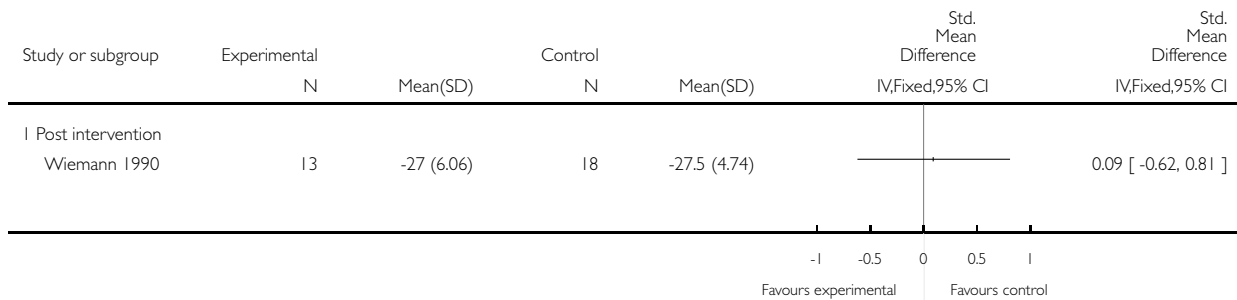 Std.
Mean
Difference
Std.
Mean
Difference
Study or subgroup Experimental Control
N Mean(SD) N Mean(SD) IV,Fixed,95% CI IV,Fixed,95% CI
1 Post intervention
Wiemann 1990 13 -27 (6.06) 18 -27.5 (4.74) 0.09 [ -0.62, 0.81 ]
-1 -0.5 0 0.5 1
Favours experimental Favours control